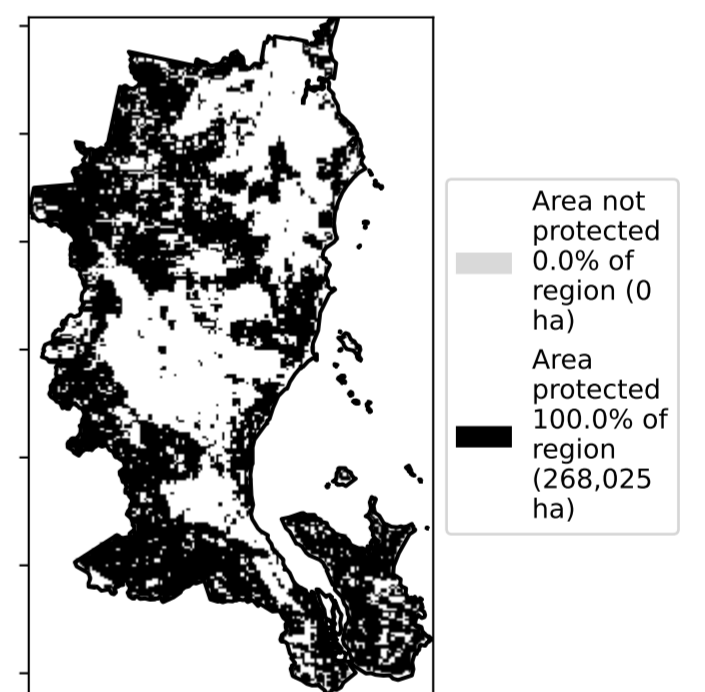 Area not
protected
0.0% of
region (0
ha)
Area
protected
100.0% of
region
(268,025
ha)